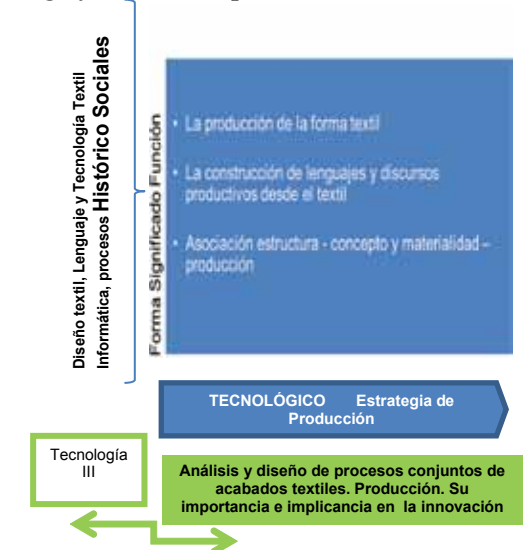 Diseño textil, Lenguaje y Tecnología Textil
Informática, procesos Histórico Sociales
Forma Significado Función
• La producción de la forma textil
• La construcción de lenguajes y discursos
productivos desde el textil
• Asociación estructura - concepto y materialidad –
producción
TECNOLÓGICO Estrategia de
Producción
Tecnología
III
Análisis y diseño de procesos conjuntos de
acabados textiles. Producción. Su
importancia e implicancia en la innovación